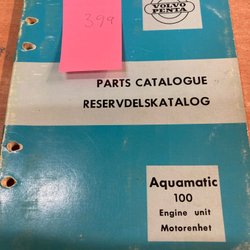 399
VOLVO
PENTA
PARTS CATALOGUE
RESERVDELSKATALOG
Aquamatic
100
Engine unit
Motorenhet